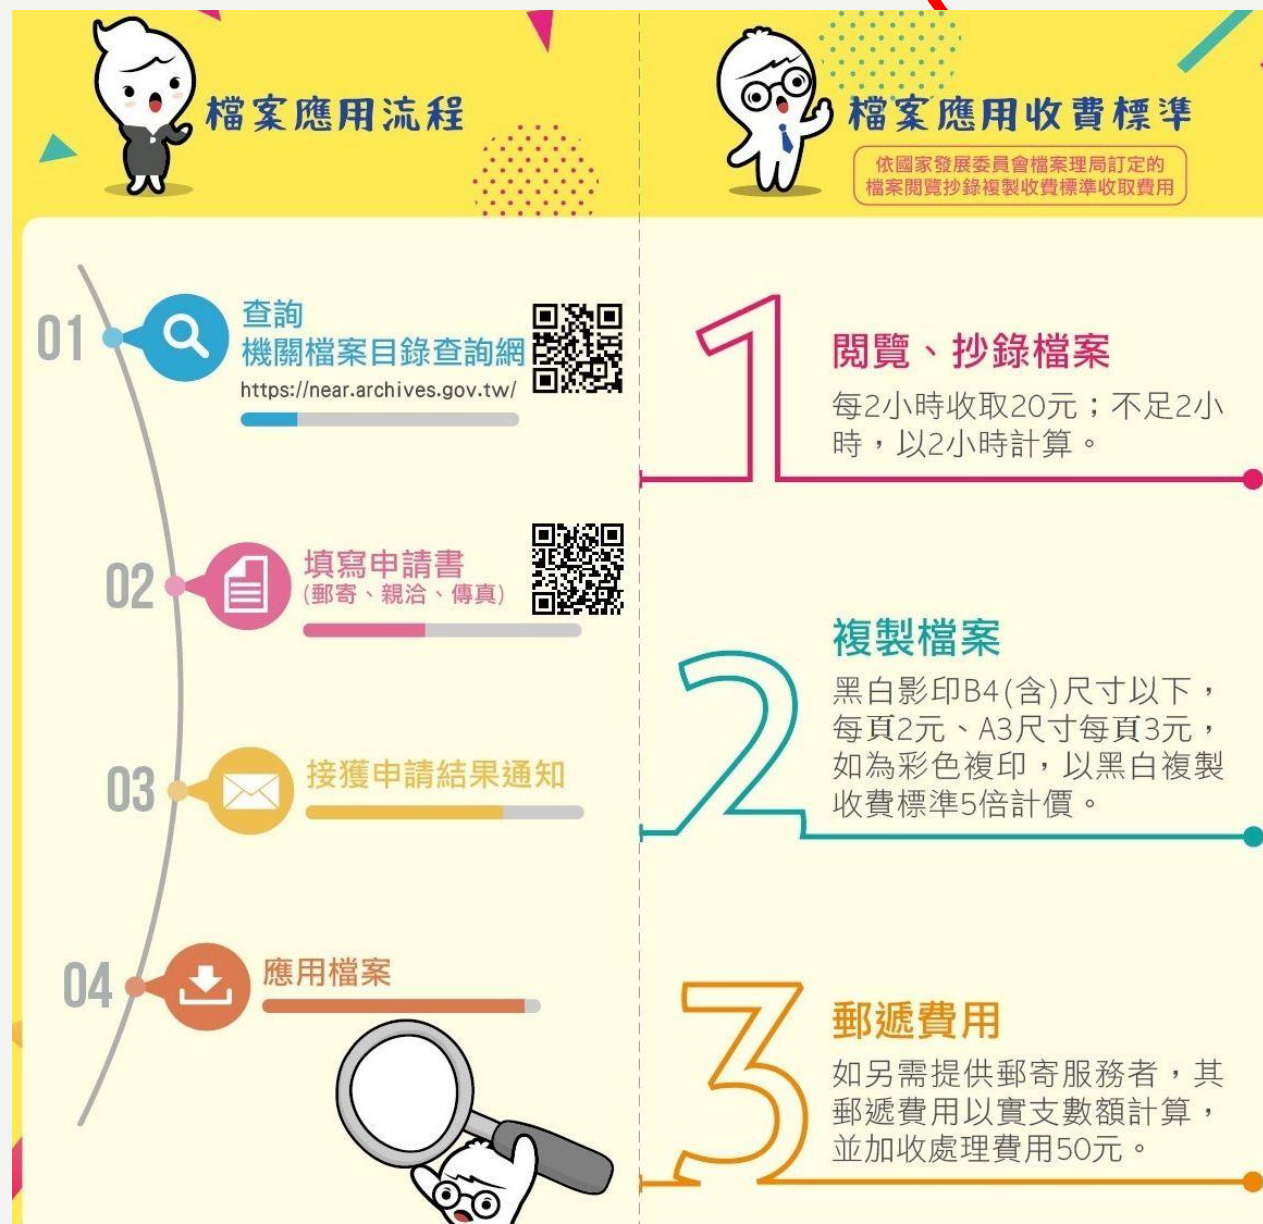 檔案應用流程
01
查詢
機關檔案目錄查詢網
https://near.archives.gov.tw/
02
填寫申請書
(郵寄、親洽、傳真)
03
接獲申請結果通知
04
應用檔案
檔案應用收費標準
依國家發展委員會檔案理局訂定的
檔案閱覽抄錄複製收費標準收取費用
1
閱覽、抄錄檔案
每2小時收取20元；不足2小
時，以2小時計算。
2
複製檔案
黑白影印B4(含)尺寸以下，
每頁2元、A3尺寸每頁3元，
如為彩色複印，以黑白複製
收費標準5倍計價。
3
郵遞費用
如另需提供郵寄服務者，其
郵遞費用以實支數額計算，
並加收處理費用50元。